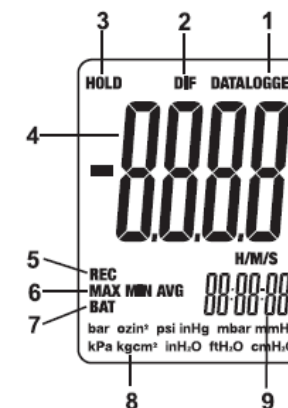 3 2 1
HOLD DIF DATALOGGE
4
-8.8.8.8
H/M/S
5 REC
6 MAX MIN AVG 88:88:88
7 BAT
bar ozin² psi inHg mbar mmH
kPa kgcm² inH₂O ftH₂O cmH₂
8 9